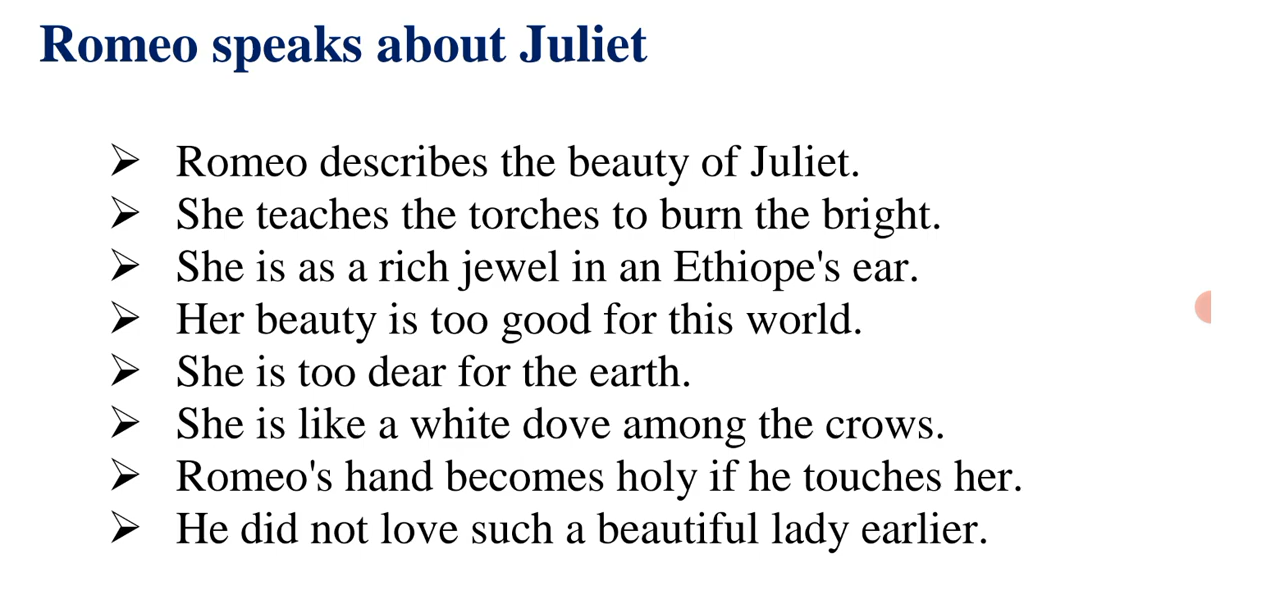 Romeo speaks about Juliet
➢ Romeo describes the beauty of Juliet.
➢ She teaches the torches to burn the bright.
➢ She is as a rich jewel in an Ethiope's ear.
➢ Her beauty is too good for this world.
➢ She is too dear for the earth.
➢ She is like a white dove among the crows.
➢ Romeo's hand becomes holy if he touches her.
➢ He did not love such a beautiful lady earlier.